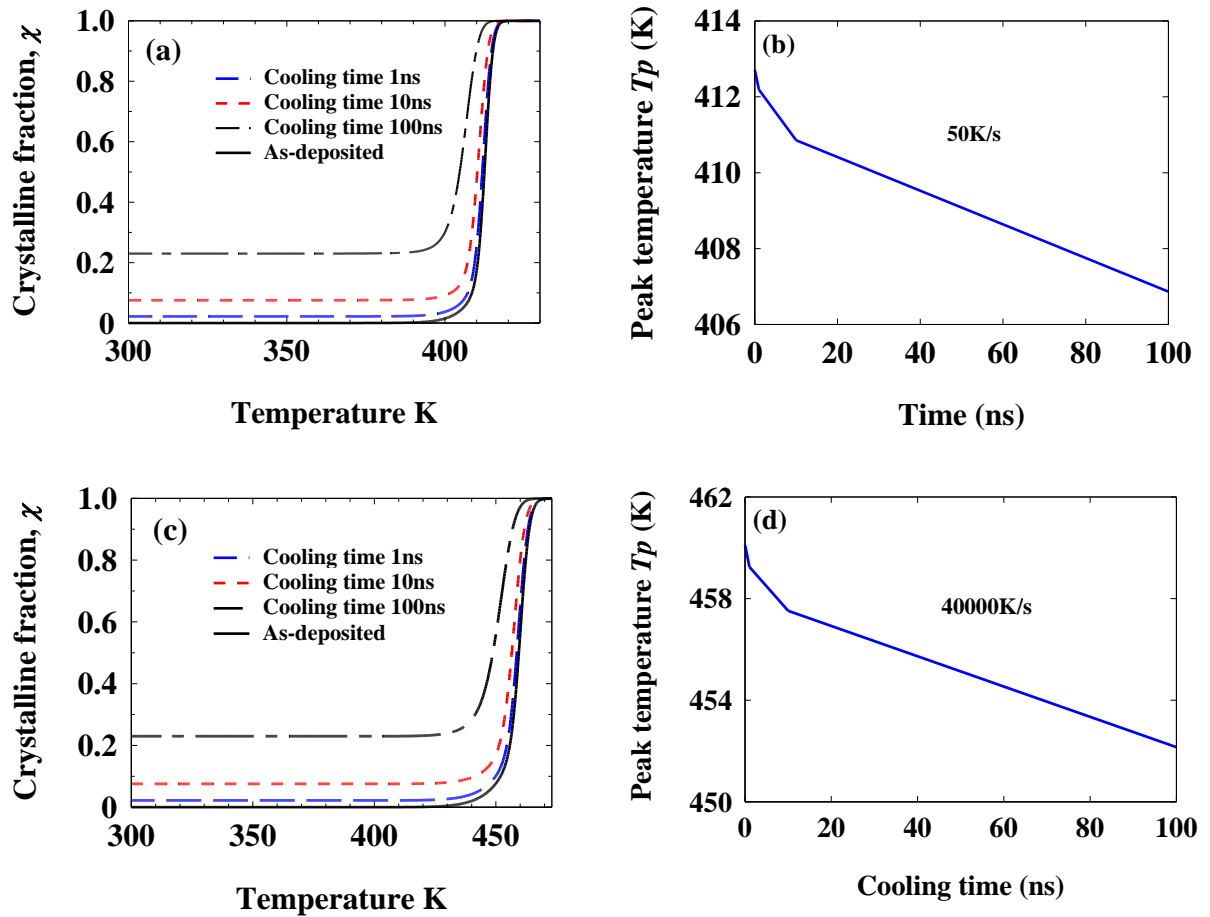 Crystalline fraction, χ
1.0
0.8
0.6
0.4
0.2
0
(a)
Cooling time 1ns
Cooling time 10ns
Cooling time 100ns
As-deposited
300
350
400
Temperature K
Peak temperature Tp (K)
414
412
410
408
406
(b)
50K/s
0
20
40
60
80
100
Time (ns)
Crystalline fraction, χ
1.0
0.8
0.6
0.4
0.2
0
(c)
Cooling time 1ns
Cooling time 10ns
Cooling time 100ns
As-deposited
300
350
400
450
Temperature K
Peak temperature Tp (K)
462
458
454
450
(d)
40000K/s
0
20
40
60
80
100
Cooling time (ns)